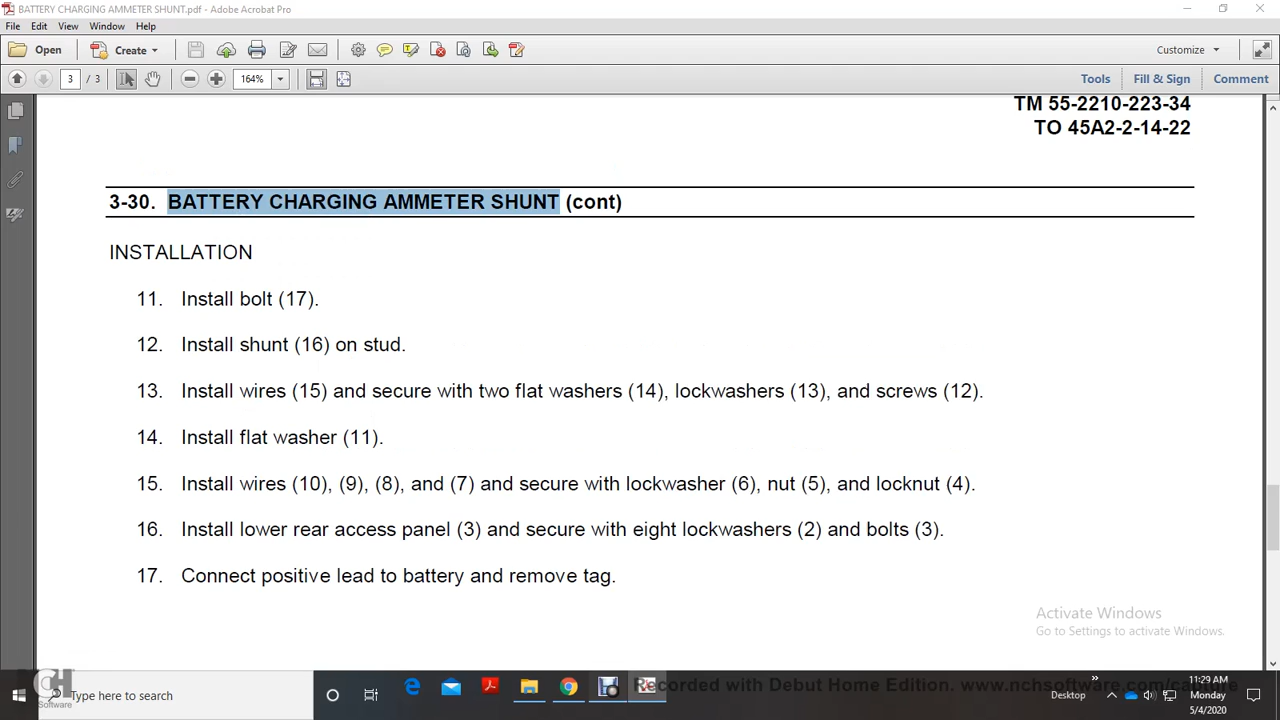 BATTERY CHARGING AMMETER SHUNT.pdf - Adobe Acrobat Pro
File Edit View Window Help
Open Create Customize
3 / 3 164% Tools Fill & Sign Comment
TM 55-2210-223-34
TO 45A2-2-14-22
3-30. BATTERY CHARGING AMMETER SHUNT (cont)
INSTALLATION
11. Install bolt (17).
12. Install shunt (16) on stud.
13. Install wires (15) and secure with two flat washers (14), lockwashers (13), and screws (12).
14. Install flat washer (11).
15. Install wires (10), (9), (8), and (7) and secure with lockwasher (6), nut (5), and locknut (4).
16. Install lower rear access panel (3) and secure with eight lockwashers (2) and bolts (3).
17. Connect positive lead to battery and remove tag.
Activate Windows
Go to Settings to activate Windows.
NCH
Software
Type here to search
Recorded with Debut Home Edition. www.nchsoftware.com/capture
Desktop
11:29 AM
Monday
5/4/2020